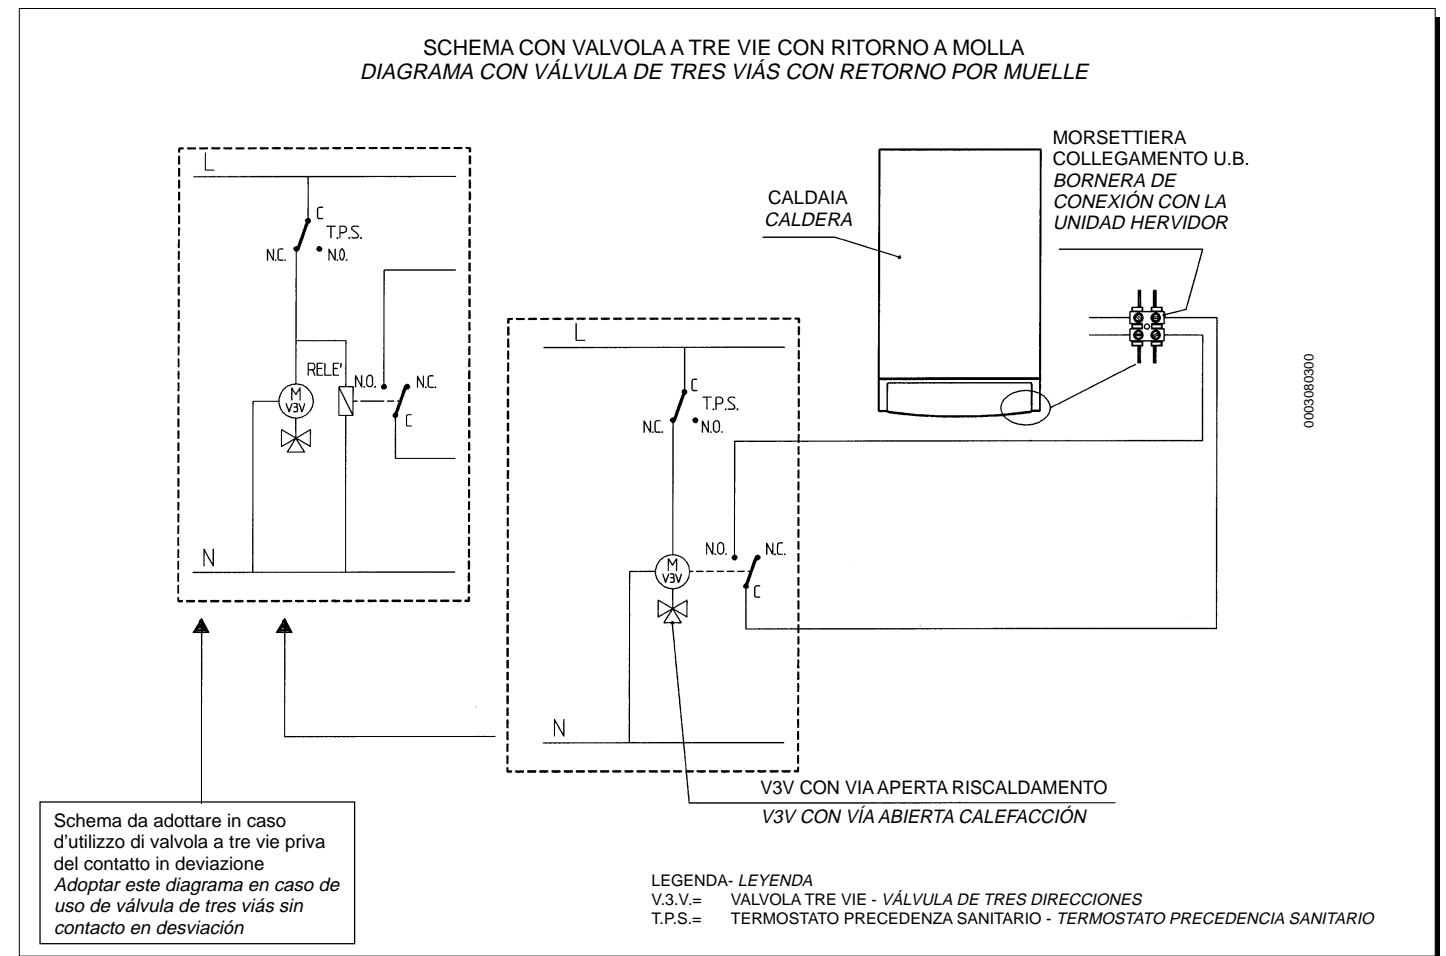 SCHEMA CON VALVOLA A TRE VIE CON RITORNO A MOLLA
DIAGRAMA CON VÁLVULA DE TRES VIÁS CON RETORNO POR MUELLE
L
C
T.P.S.
N.C.
N.O.
RELE'
N.O.
N.C.
M
V3V
C
N
L
C
T.P.S.
N.C.
N.O.
N.O.
N.C.
M
V3V
C
N
CALDAIA
CALDERA
MORSETTIERA
COLLEGAMENTO U.B.
BORNERA DE
CONEXIÓN CON LA
UNIDAD HERVIDOR
0003080300
V3V CON VIA APERTA RISCALDAMENTO
V3V CON VÍA ABIERTA CALEFACCIÓN
Schema da adottare in caso
d'utilizzo di valvola a tre vie priva
del contatto in deviazione
Adoptar este diagrama en caso de
uso de válvula de tres viás sin
contacto en desviación
LEGENDA- LEYENDA
V.3.V.= VALVOLA TRE VIE - VÁLVULA DE TRES DIRECCIONES
T.P.S.= TERMOSTATO PRECEDENZA SANITARIO - TERMOSTATO PRECEDENCIA SANITARIO